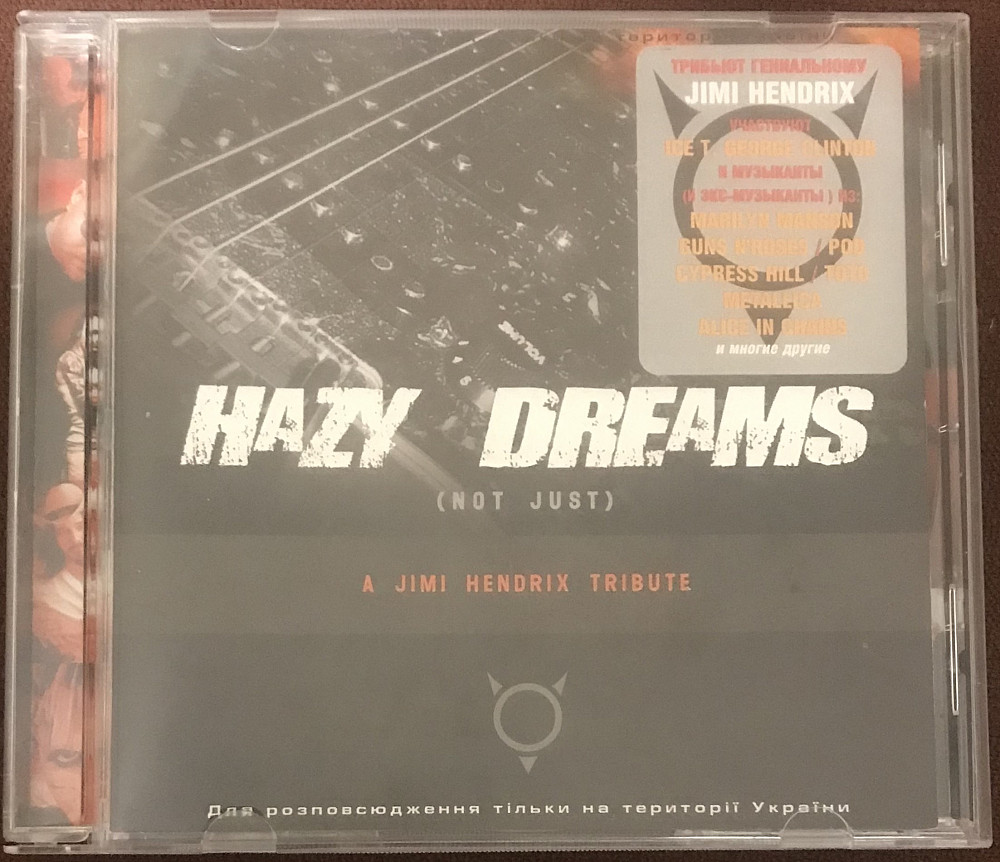 ТРИБЬЮТ ГЕНИАЛЬНОМУ
JIMI HENDRIX
УЧАСТВУЮТ
ICE T, GEORGE CLINTON
И МУЗЫКАНТЫ
(И ЭКС-МУЗЫКАНТЫ) ИЗ:
MARILYN MANSON
GUNS N'ROSES / POD
CYPRESS HILL / TOTO
METALLICA
ALICE IN CHAINS
и многие другие
VOLUME
HAZY DREAMS
(NOT JUST)
A JIMI HENDRIX TRIBUTE
Для розповсюдження тільки на території України